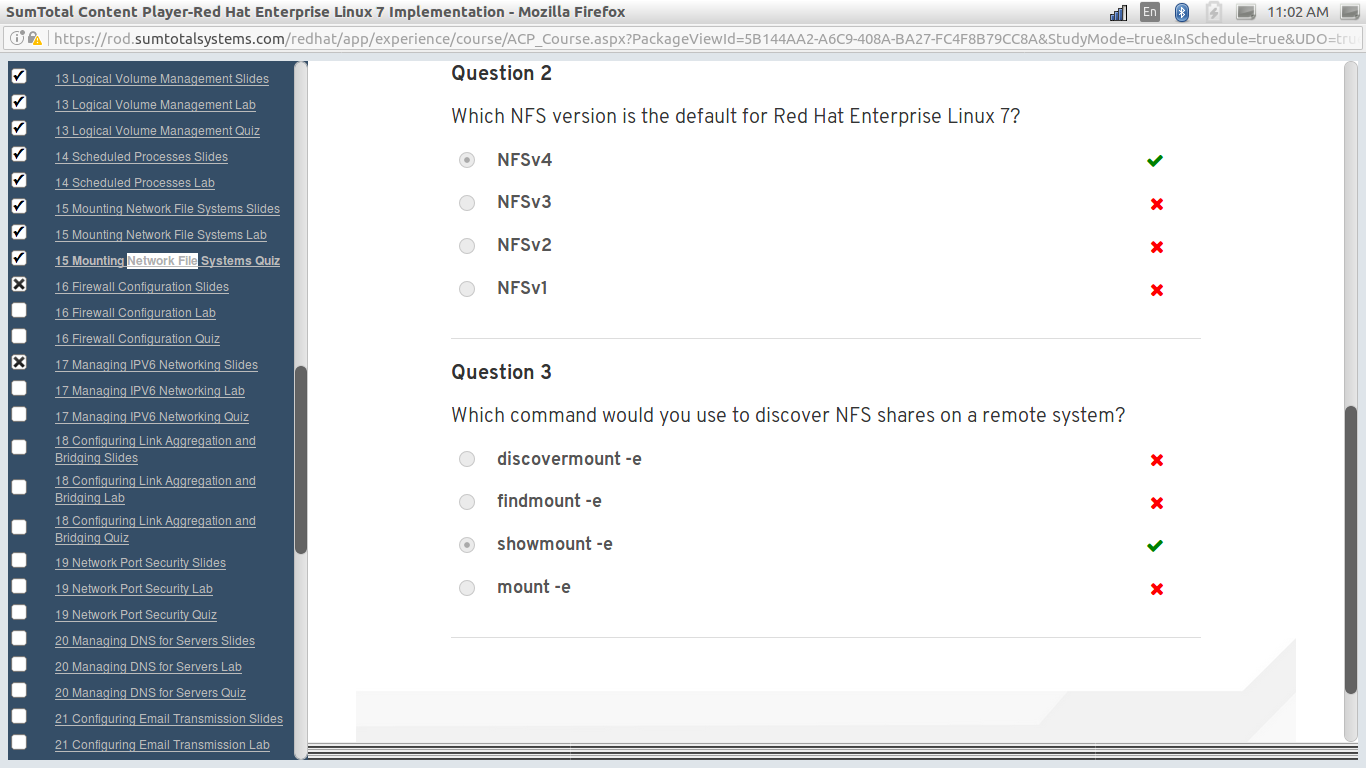 SumTotal Content Player-Red Hat Enterprise Linux 7 Implementation - Mozilla Firefox
En
11:02 AM
https://rod.sumtotalsystems.com/redhat/app/experience/course/ACP_Course.aspx?PackageViewId=5B144AA2-A6C9-408A-BA27-FC4F8B79CC8A&StudyMode=true&InSchedule=true&UDO=tru
13 Logical Volume Management Slides
13 Logical Volume Management Lab
13 Logical Volume Management Quiz
14 Scheduled Processes Slides
14 Scheduled Processes Lab
15 Mounting Network File Systems Slides
15 Mounting Network File Systems Lab
15 Mounting Network File Systems Quiz
16 Firewall Configuration Slides
16 Firewall Configuration Lab
16 Firewall Configuration Quiz
17 Managing IPV6 Networking Slides
17 Managing IPV6 Networking Lab
17 Managing IPV6 Networking Quiz
18 Configuring Link Aggregation and
Bridging Slides
18 Configuring Link Aggregation and
Bridging Lab
18 Configuring Link Aggregation and
Bridging Quiz
19 Network Port Security Slides
19 Network Port Security Lab
19 Network Port Security Quiz
20 Managing DNS for Servers Slides
20 Managing DNS for Servers Lab
20 Managing DNS for Servers Quiz
21 Configuring Email Transmission Slides
21 Configuring Email Transmission Lab
Question 2
Which NFS version is the default for Red Hat Enterprise Linux 7?
NFSv4
NFSv3
NFSv2
NFSv1
Question 3
Which command would you use to discover NFS shares on a remote system?
discovermount -e
findmount -e
showmount -e
mount -e